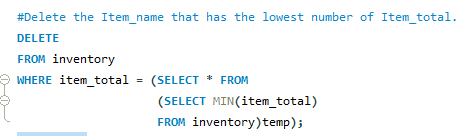 #Delete the Item_name that has the lowest number of Item_total.
DELETE
FROM inventory
WHERE item_total = (SELECT * FROM
(SELECT MIN(item_total)
FROM inventory)temp);